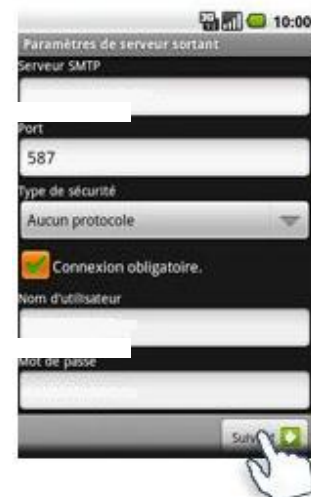 10:00
Paramètres de serveur sortant
Serveur SMTP
Port
587
Type de sécurité
Aucun protocole
Connexion obligatoire.
Nom d'utilisateur
Mot de passe